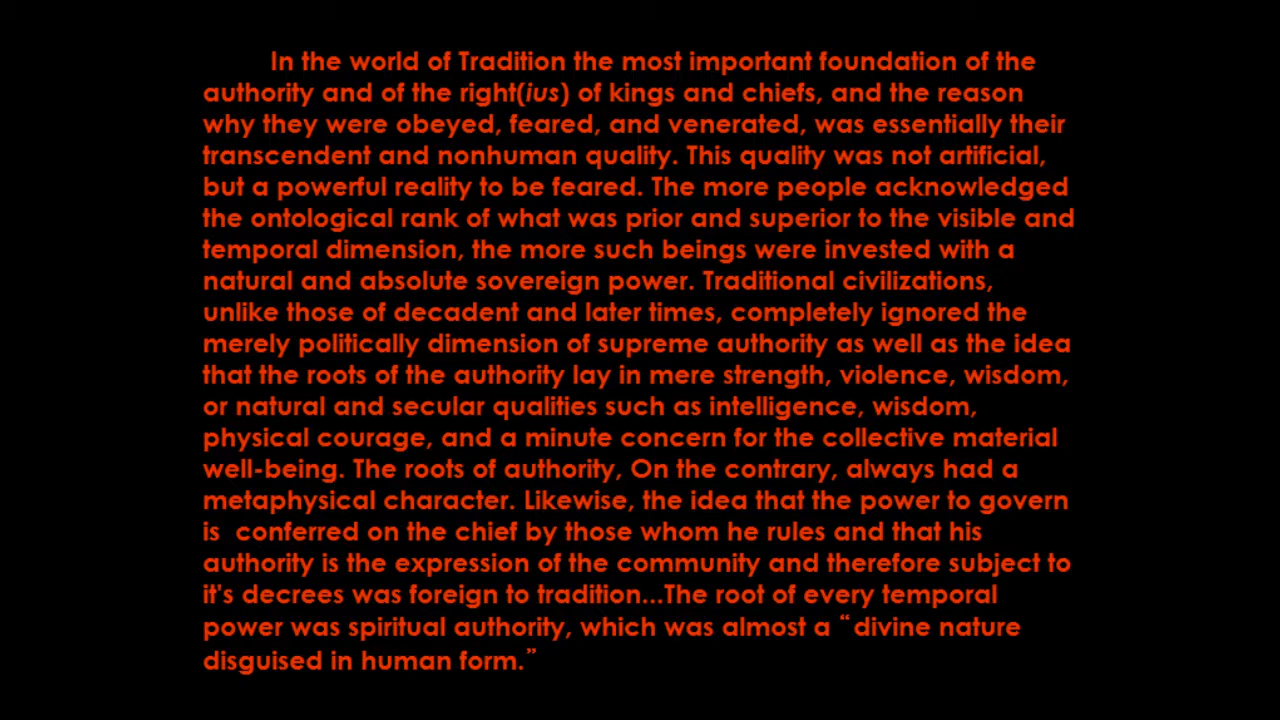 In the world of Tradition the most important foundation of the
authority and of the right(ius) of kings and chiefs, and the reason
why they were obeyed, feared, and venerated, was essentially their
transcendent and nonhuman quality. This quality was not artificial,
but a powerful reality to be feared. The more people acknowledged
the ontological rank of what was prior and superior to the visible and
temporal dimension, the more such beings were invested with a
natural and absolute sovereign power. Traditional civilizations,
unlike those of decadent and later times, completely ignored the
merely politically dimension of supreme authority as well as the idea
that the roots of the authority lay in mere strength, violence, wisdom,
or natural and secular qualities such as intelligence, wisdom,
physical courage, and a minute concern for the collective material
well-being. The roots of authority, On the contrary, always had a
metaphysical character. Likewise, the idea that the power to govern
is  conferred on the chief by those whom he rules and that his
authority is the expression of the community and therefore subject to
it's decrees was foreign to tradition...The root of every temporal
power was spiritual authority, which was almost a “divine nature
disguised in human form.”